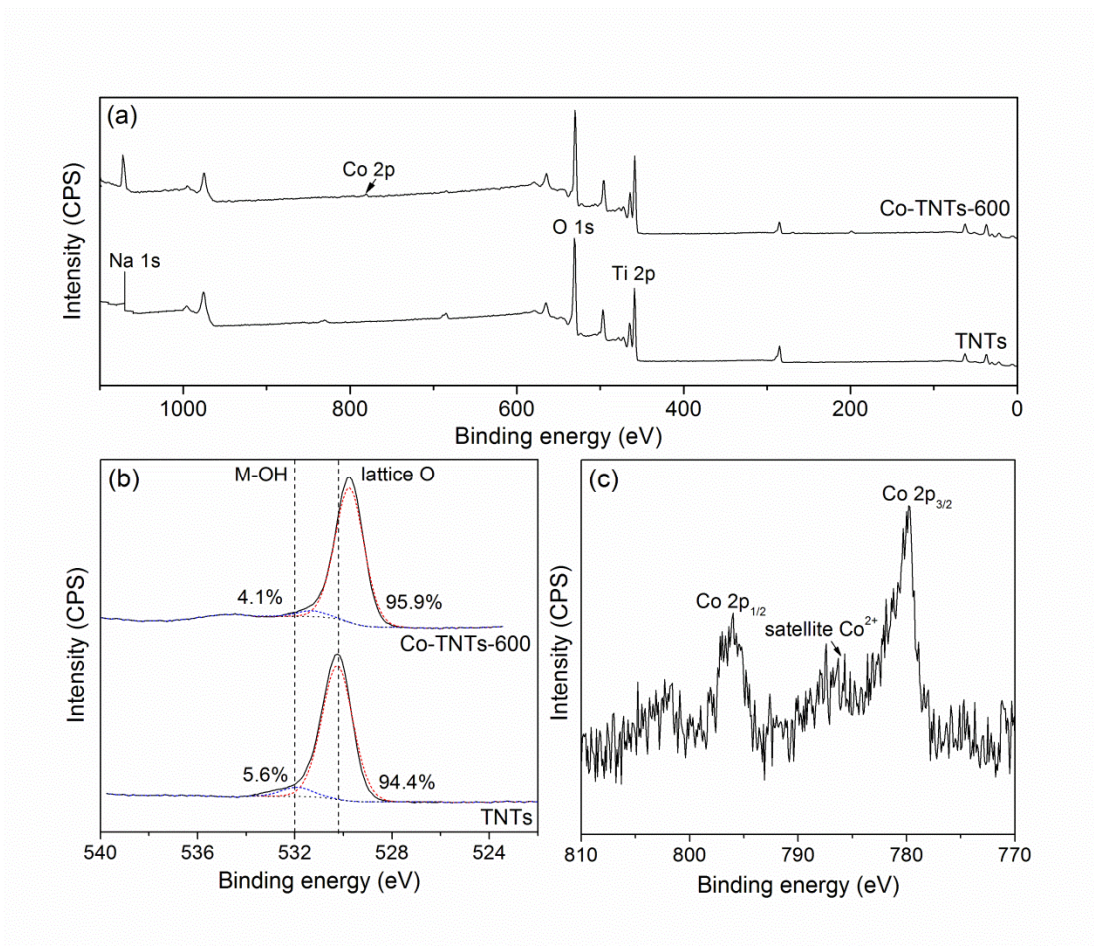 (a)
Intensity (CPS)
Na 1s
Co 2p
O 1s
Ti 2p
Co-TNTs-600
TNTs
1000 800 600 400 200 0
Binding energy (eV)
(b)
Intensity (CPS)
M-OH
lattice O
4.1%
95.9%
Co-TNTs-600
5.6%
94.4%
TNTs
540 536 532 528 524
Binding energy (eV)
(c)
Intensity (CPS)
Co 2p1/2
satellite Co2+
Co 2p3/2
810 800 790 780 770
Binding energy (eV)